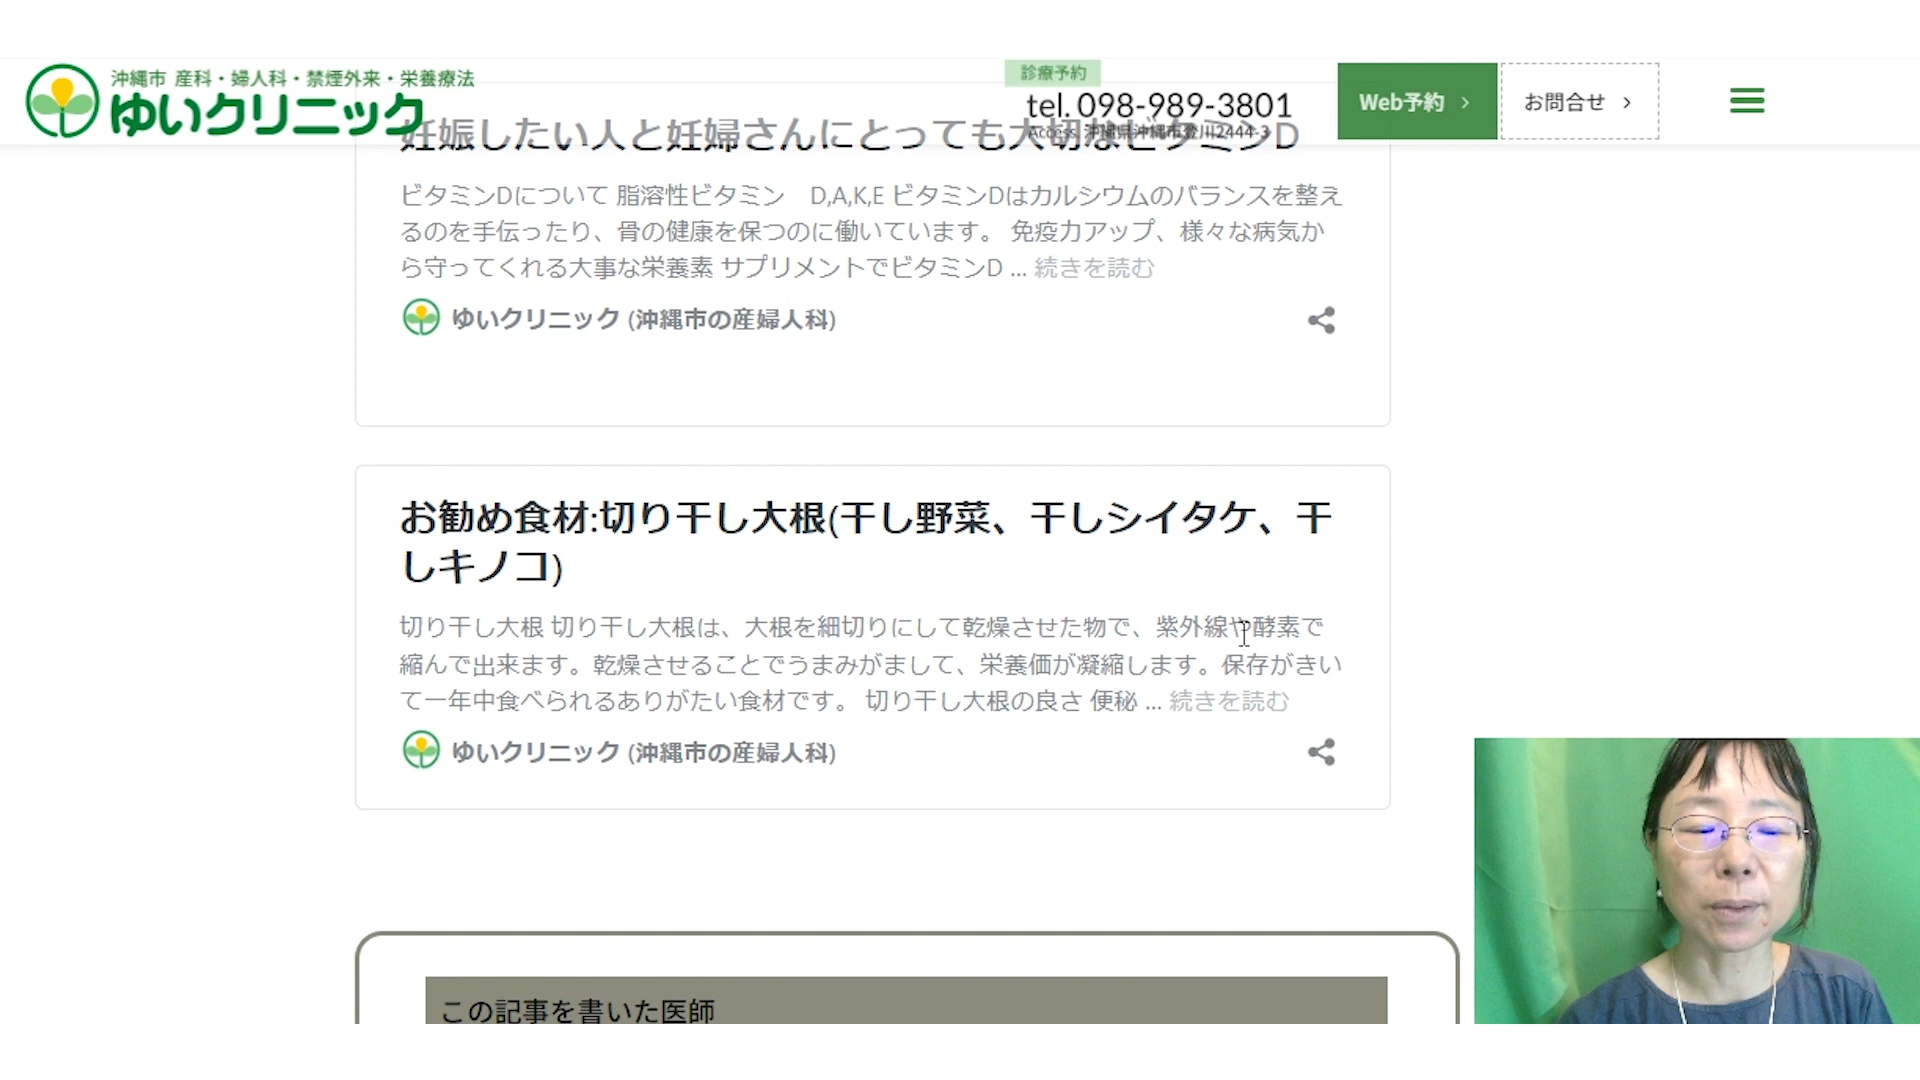 沖縄市 産科・婦人科・禁煙外来・栄養療法
ゆいクリニック
診療予約
tel.098-989-3801
Access 沖縄県沖縄市登川2444-3
Web予約
お問合せ
妊娠したい人と妊婦さんにとっても大切なビタミンD
ビタミンDについて 脂溶性ビタミン　D,A,K,E ビタミンDはカルシウムのバランスを整え
るのを手伝ったり、骨の健康を保つのに働いています。 免疫力アップ、様々な病気か
ら守ってくれる大事な栄養素 サプリメントでビタミンD ... 続きを読む
ゆいクリニック (沖縄市の産婦人科)
お勧め食材:切り干し大根(干し野菜、干しシイタケ、干
しキノコ)
切り干し大根 切り干し大根は、大根を細切りにして乾燥させた物で、紫外線や酵素で
縮んで出来ます。乾燥させることでうまみがまして、栄養価が凝縮します。保存がきい
て一年中食べられるありがたい食材です。 切り干し大根の良さ 便秘 ... 続きを読む
ゆいクリニック (沖縄市の産婦人科)
この記事を書いた医師